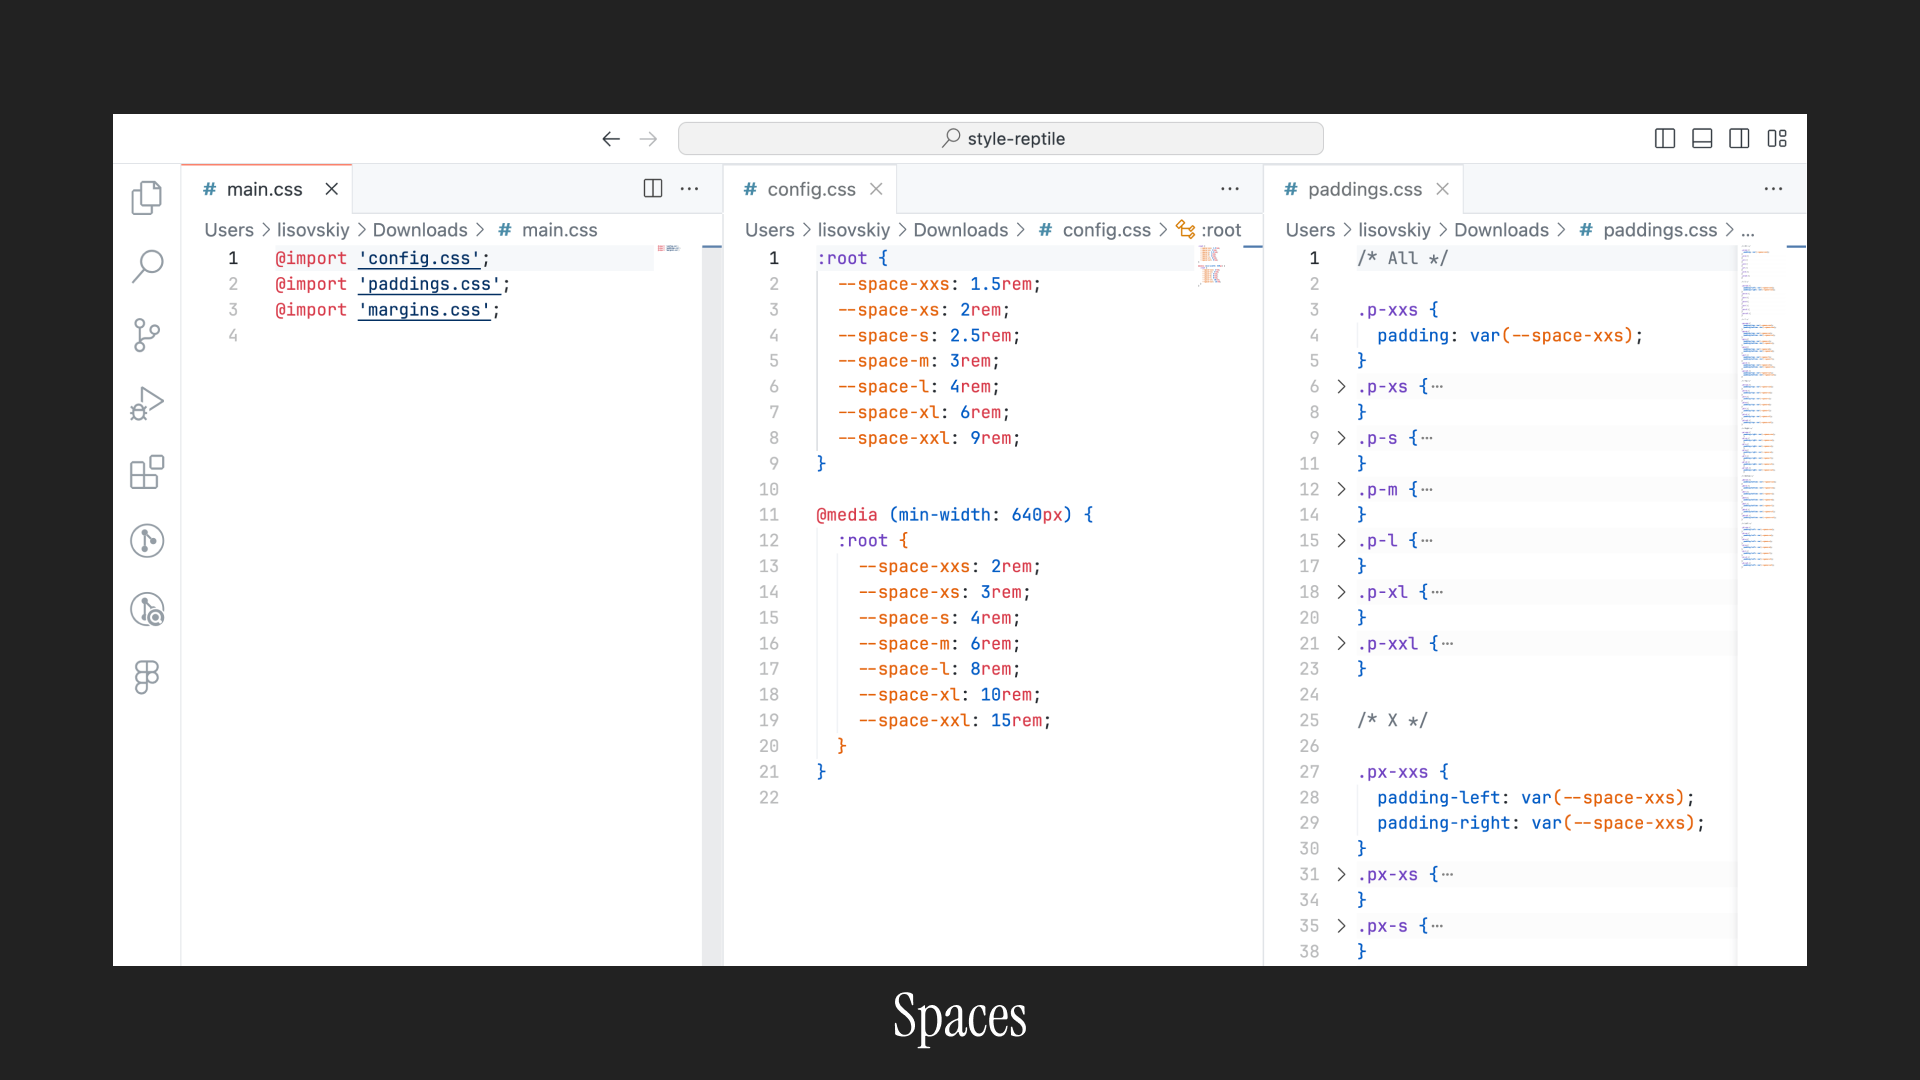 style-reptile
# main.css
Users > lisovskiy > Downloads > # main.css
1 @import 'config.css';
2 @import 'paddings.css';
3 @import 'margins.css';
4
# config.css
Users > lisovskiy > Downloads > # config.css > :root
1 :root {
2 --space-xxs: 1.5rem;
3 --space-xs: 2rem;
4 --space-s: 2.5rem;
5 --space-m: 3rem;
6 --space-l: 4rem;
7 --space-xl: 6rem;
8 --space-xxl: 9rem;
9 }
10
11 @media (min-width: 640px) {
12 :root {
13 --space-xxs: 2rem;
14 --space-xs: 3rem;
15 --space-s: 4rem;
16 --space-m: 6rem;
17 --space-l: 8rem;
18 --space-xl: 10rem;
19 --space-xxl: 15rem;
20 }
21 }
22
# paddings.css
Users > lisovskiy > Downloads > # paddings.css > ...
1 /* All */
2
3 .p-xxs {
4 padding: var(--space-xxs);
5 }
6 > .p-xs {···
8 }
9 > .p-s {···
11 }
12 > .p-m {···
14 }
15 > .p-l {···
17 }
18 > .p-xl {···
20 }
21 > .p-xxl {···
23 }
24
25 /* X */
26
27 .px-xxs {
28 padding-left: var(--space-xxs);
29 padding-right: var(--space-xxs);
30 }
31 > .px-xs {···
34 }
35 > .px-s {···
38 }
Spaces